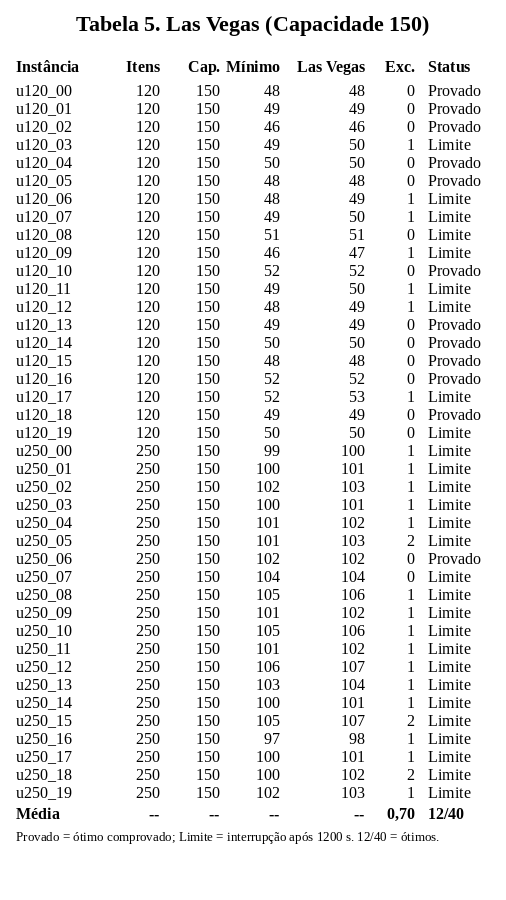 Tabela 5. Las Vegas (Capacidade 150)
Instância Itens Cap. Mínimo Las Vegas Exc. Status
u120_00 120 150 48 48 0 Provado
u120_01 120 150 49 49 0 Provado
u120_02 120 150 46 46 0 Provado
u120_03 120 150 49 50 1 Limite
u120_04 120 150 50 50 0 Provado
u120_05 120 150 48 48 0 Provado
u120_06 120 150 48 49 1 Limite
u120_07 120 150 49 50 1 Limite
u120_08 120 150 51 51 0 Limite
u120_09 120 150 46 47 1 Limite
u120_10 120 150 52 52 0 Provado
u120_11 120 150 49 50 1 Limite
u120_12 120 150 48 49 1 Limite
u120_13 120 150 49 49 0 Provado
u120_14 120 150 50 50 0 Provado
u120_15 120 150 48 48 0 Provado
u120_16 120 150 52 52 0 Provado
u120_17 120 150 52 53 1 Limite
u120_18 120 150 49 49 0 Provado
u120_19 120 150 50 50 0 Limite
u250_00 250 150 99 100 1 Limite
u250_01 250 150 100 101 1 Limite
u250_02 250 150 102 103 1 Limite
u250_03 250 150 100 101 1 Limite
u250_04 250 150 101 102 1 Limite
u250_05 250 150 101 103 2 Limite
u250_06 250 150 102 102 0 Provado
u250_07 250 150 104 104 0 Limite
u250_08 250 150 105 106 1 Limite
u250_09 250 150 101 102 1 Limite
u250_10 250 150 105 106 1 Limite
u250_11 250 150 101 102 1 Limite
u250_12 250 150 106 107 1 Limite
u250_13 250 150 103 104 1 Limite
u250_14 250 150 100 101 1 Limite
u250_15 250 150 105 107 2 Limite
u250_16 250 150 97 98 1 Limite
u250_17 250 150 100 101 1 Limite
u250_18 250 150 100 102 2 Limite
u250_19 250 150 102 103 1 Limite
Média -- -- -- -- 0,70 12/40
Provado = ótimo comprovado; Limite = interrupção após 1200 s. 12/40 = ótimos.